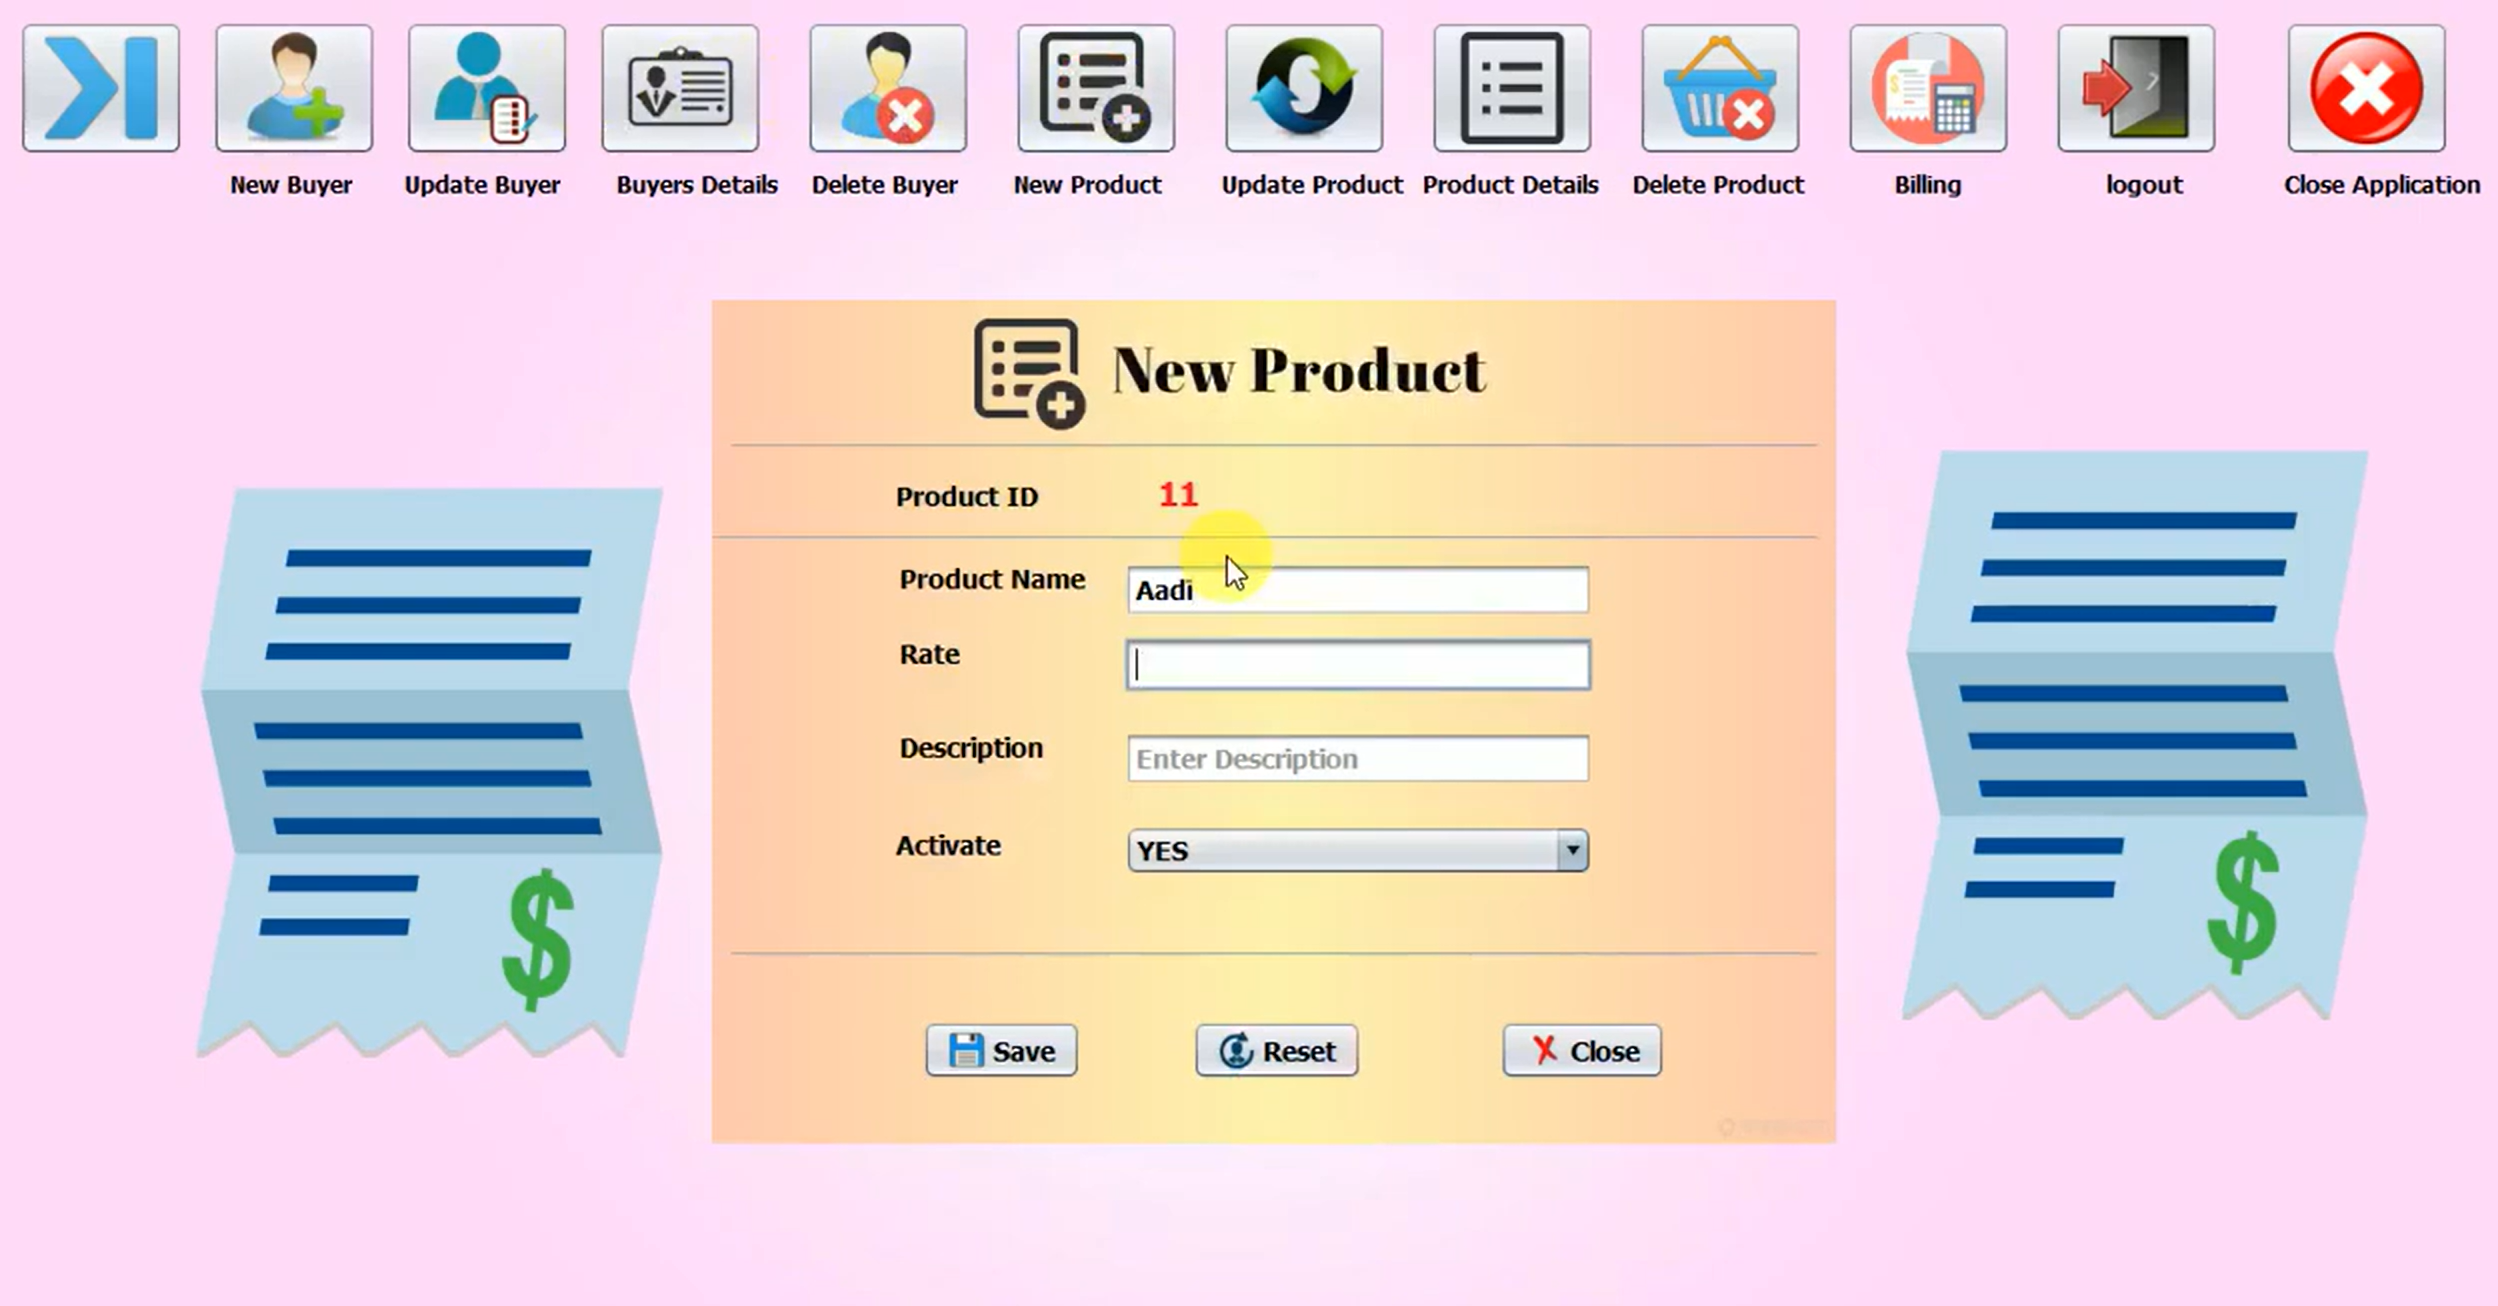 New Buyer
Update Buyer
Buyers Details
Delete Buyer
New Product
Update Product
Product Details
Delete Product
Billing
logout
Close Application
New Product
Product ID 11
Product Name Aadi
Rate
Description Enter Description
Activate YES
Save
Reset
Close